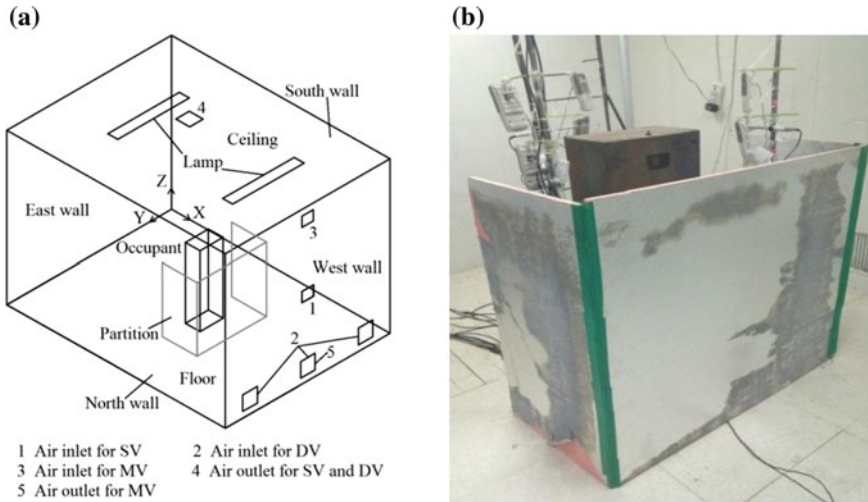 (a)
(b)
South wall
4
Ceiling
Lamp
Z
East wall
Y
X
3
Occupant
West wall
1
Partition
2
5
Floor
North wall
1 Air inlet for SV
2 Air inlet for DV
3 Air inlet for MV
4 Air outlet for SV and DV
5 Air outlet for MV